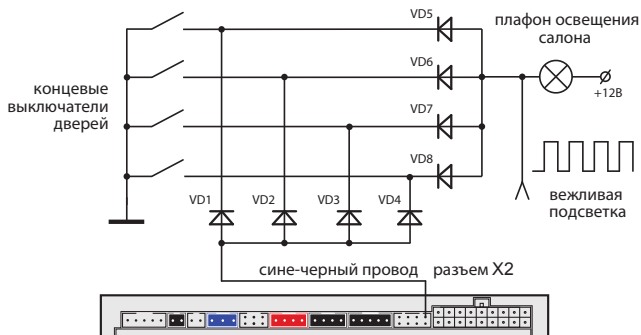 VD5
плафон освещения
салона
VD6
+12В
концевые
выключатели
дверей
VD7
VD8
вежливая
подсветка
VD1
VD2
VD3
VD4
сине-черный провод
разъем X2